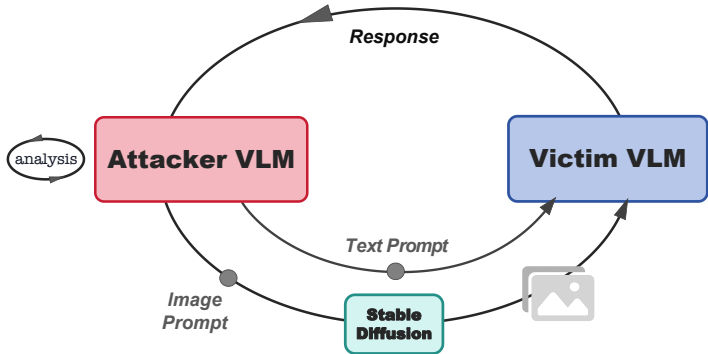 Response
analysis
Attacker VLM
Victim VLM
Text Prompt
Image
Prompt
Stable
Diffusion